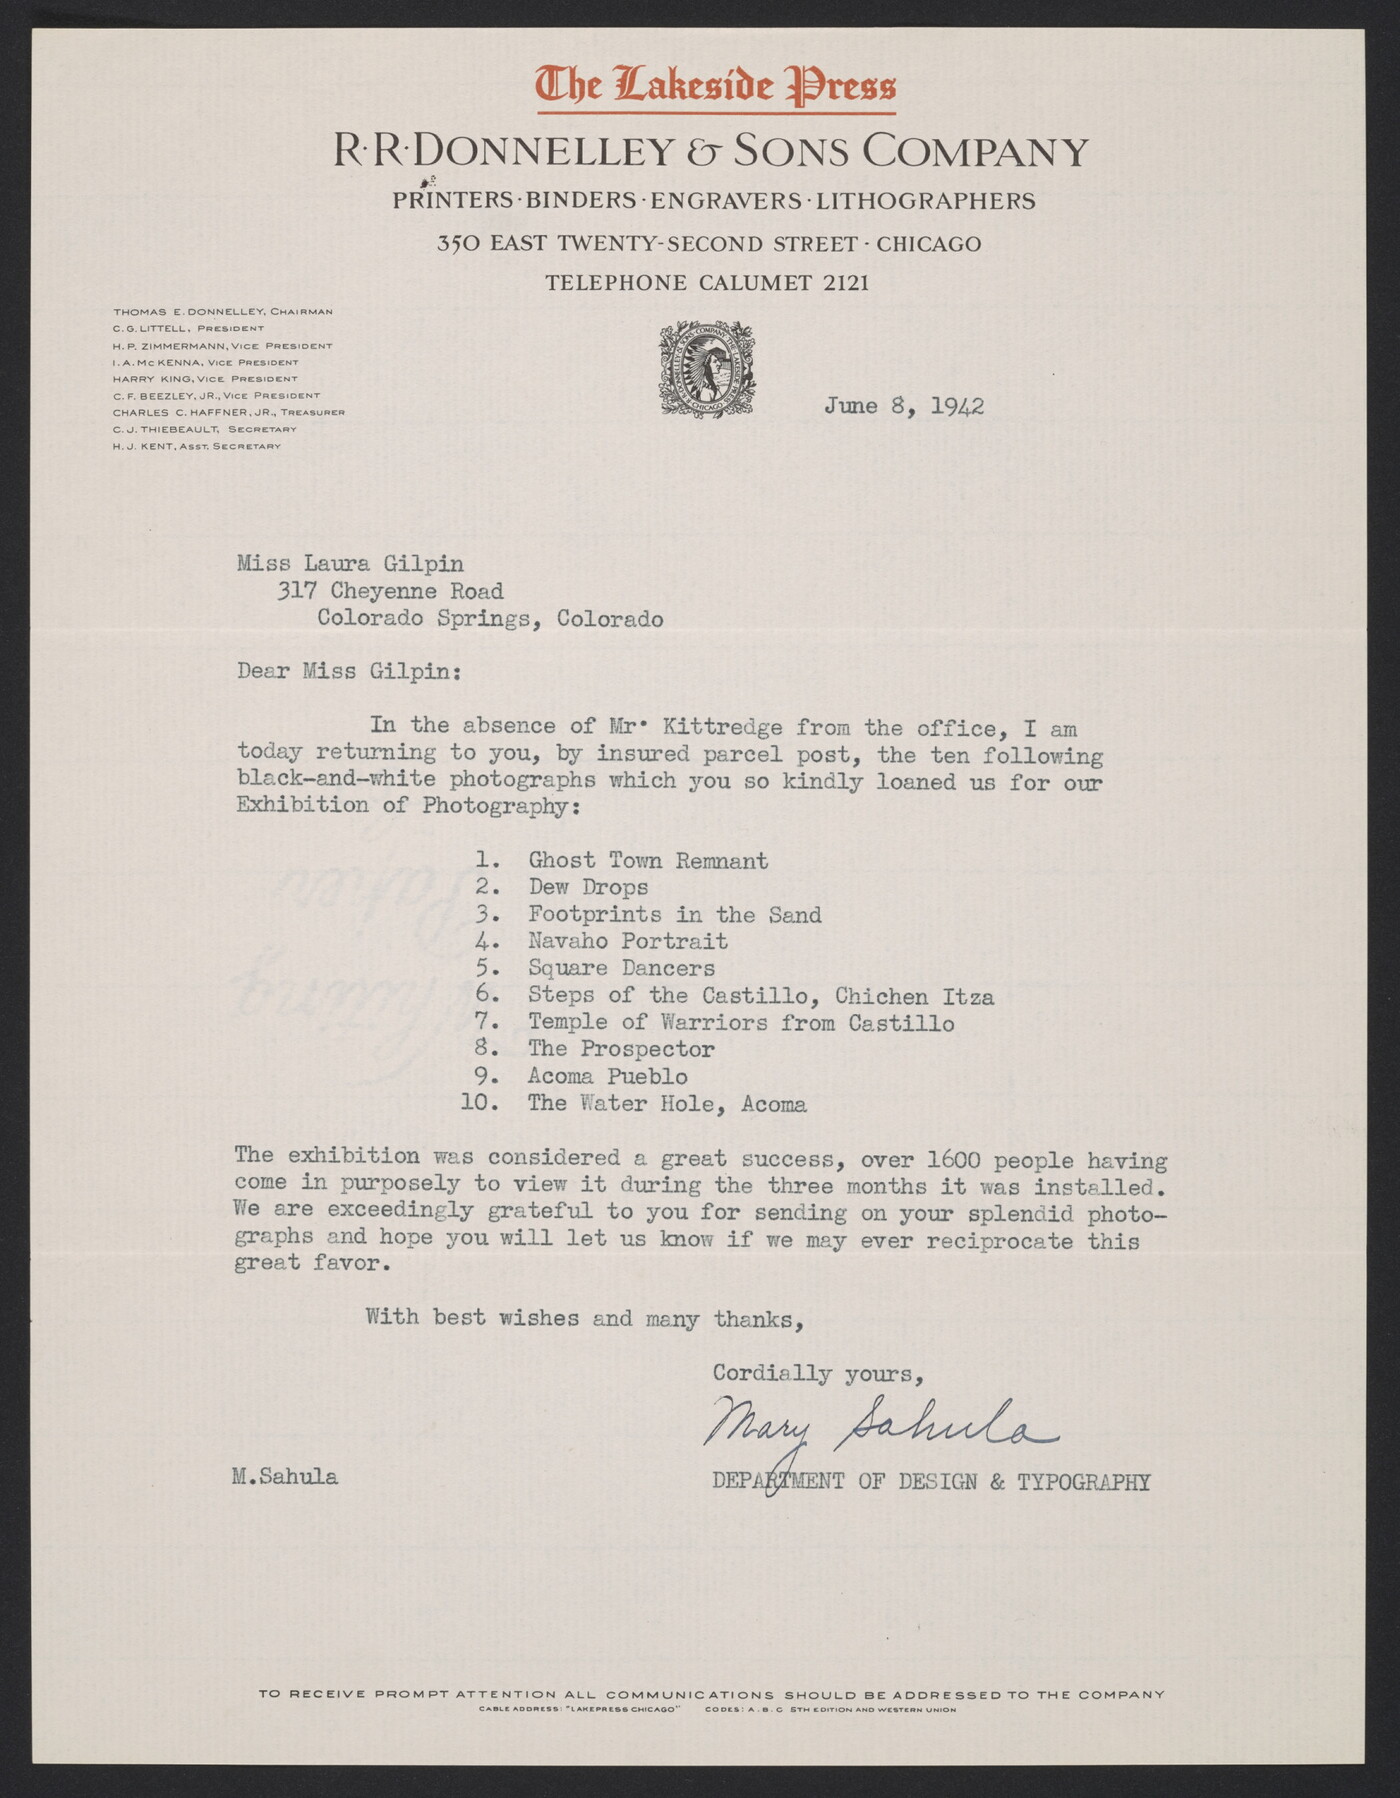 The Lakeside Press
R·R·DONNELLEY & SONS COMPANY
PRINTERS·BINDERS·ENGRAVERS·LITHOGRAPHERS
350 EAST TWENTY-SECOND STREET · CHICAGO
TELEPHONE CALUMET 2121
THOMAS E. DONNELLEY, CHAIRMAN
C. G. LITTELL, PRESIDENT
H. P. ZIMMERMANN, VICE PRESIDENT
I. A. McKENNA, VICE PRESIDENT
HARRY KING, VICE PRESIDENT
C. F. BEEZLEY, JR., VICE PRESIDENT
CHARLES C. HAFFNER, JR., TREASURER
C. J. THIEBEAULT, SECRETARY
H. J. KENT, ASST. SECRETARY
R.R. DONNELLEY & SONS COMPANY THE LAKESIDE PRESS
CHICAGO
June 8, 1942
Miss Laura Gilpin
317 Cheyenne Road
Colorado Springs, Colorado
Dear Miss Gilpin:
In the absence of Mr. Kittredge from the office, I am
today returning to you, by insured parcel post, the ten following
black-and-white photographs which you so kindly loaned us for our
Exhibition of Photography:
1. Ghost Town Remnant
2. Dew Drops
3. Footprints in the Sand
4. Navaho Portrait
5. Square Dancers
6. Steps of the Castillo, Chichen Itza
7. Temple of Warriors from Castillo
8. The Prospector
9. Acoma Pueblo
10. The Water Hole, Acoma
The exhibition was considered a great success, over 1600 people having
come in purposely to view it during the three months it was installed.
We are exceedingly grateful to you for sending on your splendid photo-
graphs and hope you will let us know if we may ever reciprocate this
great favor.
With best wishes and many thanks,
Cordially yours,
Mary Sahula
M.Sahula
DEPARTMENT OF DESIGN & TYPOGRAPHY
TO RECEIVE PROMPT ATTENTION ALL COMMUNICATIONS SHOULD BE ADDRESSED TO THE COMPANY
CABLE ADDRESS: "LAKEPRESS CHICAGO" CODES: A. B. C 5TH EDITION AND WESTERN UNION